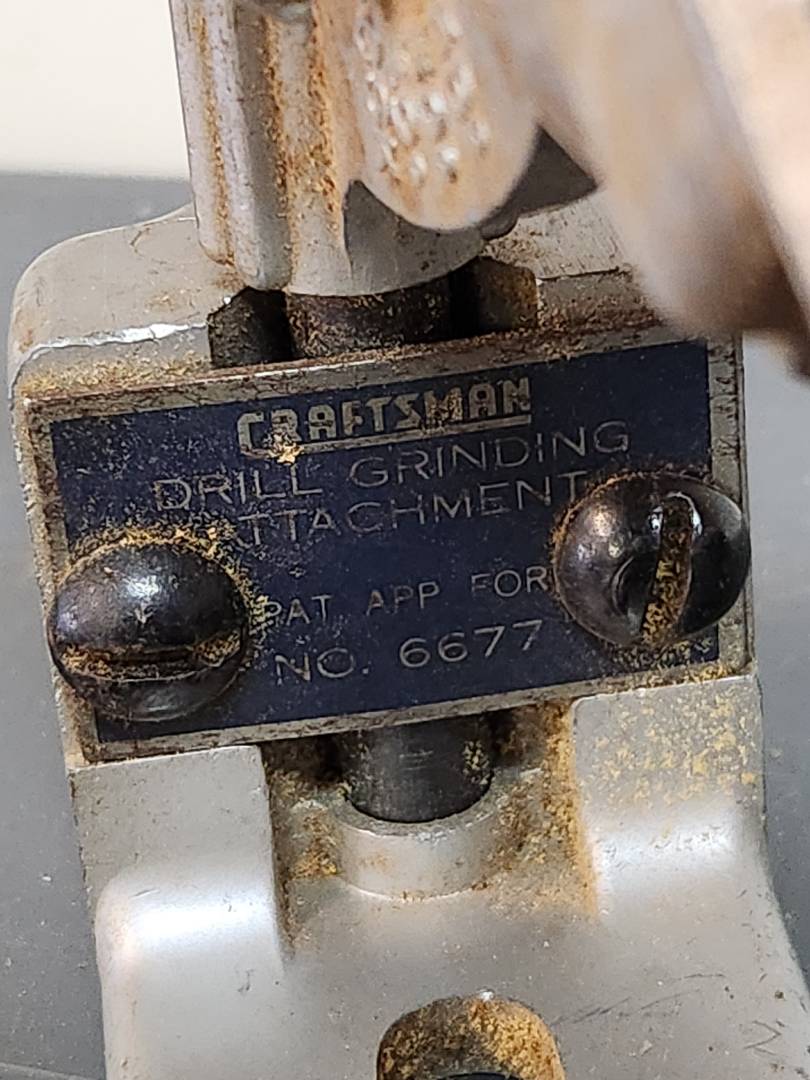 CRAFTSMAN
DRILL GRINDING
ATTACHMENT
PAT APP FOR
NO. 6677